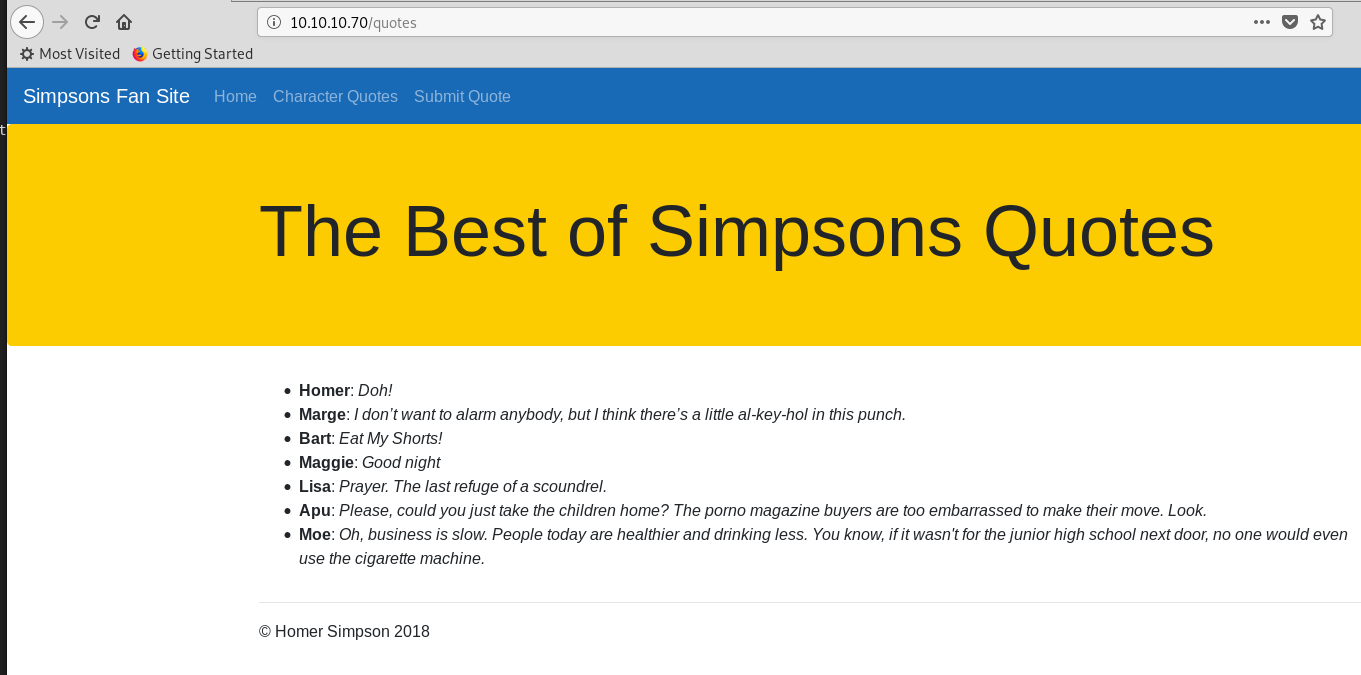 10.10.10.70/quotes
Most Visited Getting Started
Simpsons Fan Site Home Character Quotes Submit Quote
t
The Best of Simpsons Quotes
Homer: Doh!
Marge: I don’t want to alarm anybody, but I think there’s a little al-key-hol in this punch.
Bart: Eat My Shorts!
Maggie: Good night
Lisa: Prayer. The last refuge of a scoundrel.
Apu: Please, could you just take the children home? The porno magazine buyers are too embarrassed to make their move. Look.
Moe: Oh, business is slow. People today are healthier and drinking less. You know, if it wasn't for the junior high school next door, no one would even
use the cigarette machine.
© Homer Simpson 2018